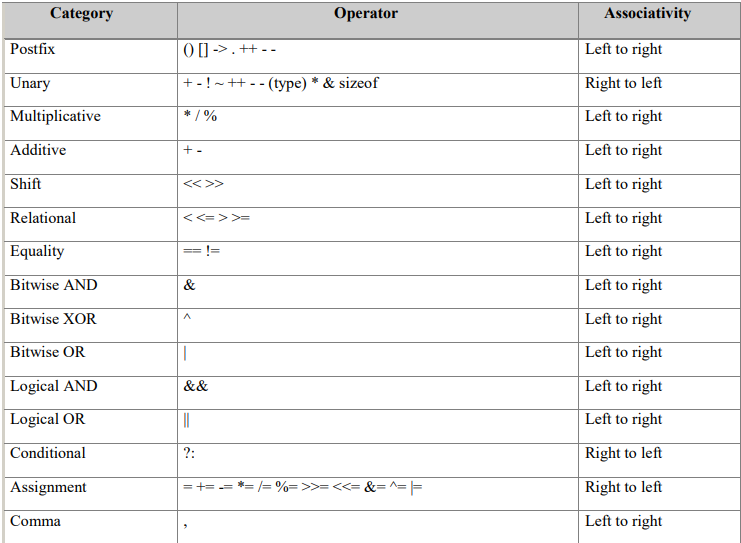 Category Operator Associativity
Postfix () [] -> . ++ - - Left to right
Unary + - ! ~ ++ - - (type) * & sizeof Right to left
Multiplicative * / % Left to right
Additive + - Left to right
Shift << >> Left to right
Relational < <= > >= Left to right
Equality == != Left to right
Bitwise AND & Left to right
Bitwise XOR ^ Left to right
Bitwise OR | Left to right
Logical AND && Left to right
Logical OR || Left to right
Conditional ?: Right to left
Assignment = += -= *= /= %= >>= <<= &= ^= |= Right to left
Comma , Left to right